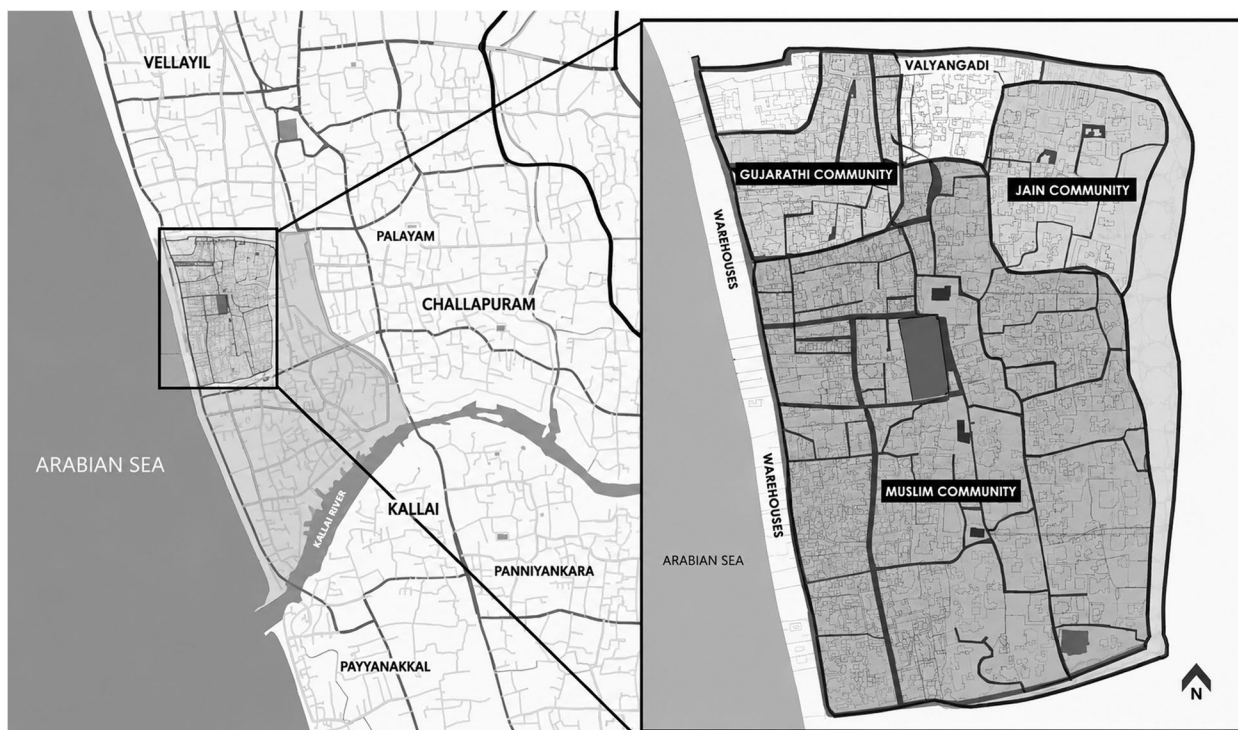 VELLAYIL
PALAYAM
CHALLAPURAM
ARABIAN SEA
KALLAI RIVER
KALLAI
PANNIYANKARA
PAYYANAKKAL
VALYANGADI
GUJARATHI COMMUNITY
JAIN COMMUNITY
WAREHOUSES
WAREHOUSES
MUSLIM COMMUNITY
ARABIAN SEA
N